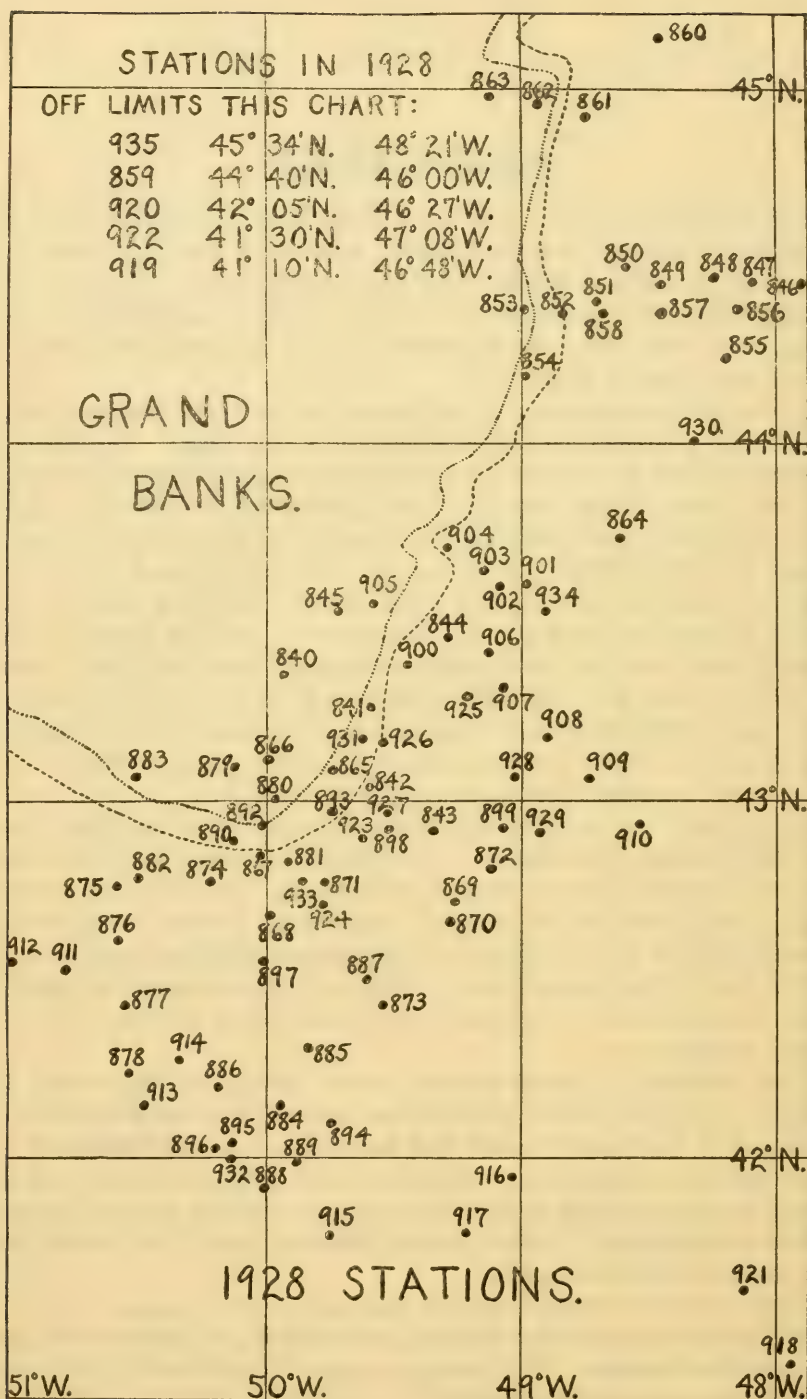 860
STATIONS IN 1928
863 862 861 45° N.
OFF LIMITS THIS CHART:
935 45° 34' N. 48° 21' W.
859 44° 40' N. 46° 00' W.
920 42° 05' N. 46° 27' W.
922 41° 30' N. 47° 08' W.
919 41° 10' N. 46° 48' W.
850 849 848 847 846
853 852 851 858 857 856
855
854
GRAND
930. 44° N.
BANKS.
864
904
903 901
845 905 902 934
844
900 906
840
841 925 907
931 926 908
883 879 866 865 928 909
880 842 43° N.
892 893 927 843 899 929 910
890 923 898
867 881 872
875 882 874 933 871 869
924 870
876 868
912 911 897
887
877 873
885
878 914 886
913 884
894
895
896 889 42° N.
932 888 916
915 917
1928 STATIONS.
921
918
51° W. 50° W. 49° W. 48° W.